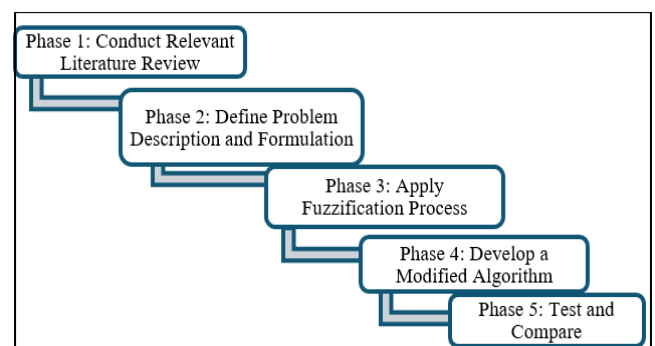 Phase 1: Conduct Relevant
Literature Review
Phase 2: Define Problem
Description and Formulation
Phase 3: Apply
Fuzzification Process
Phase 4: Develop a
Modified Algorithm
Phase 5: Test and
Compare